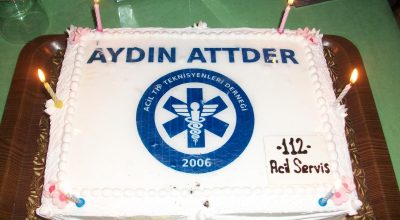 AYDIN ATTDER
ACİL TIP TEKNİSYENLERİ DERNEĞİ
2006
-112-
Acil Servis